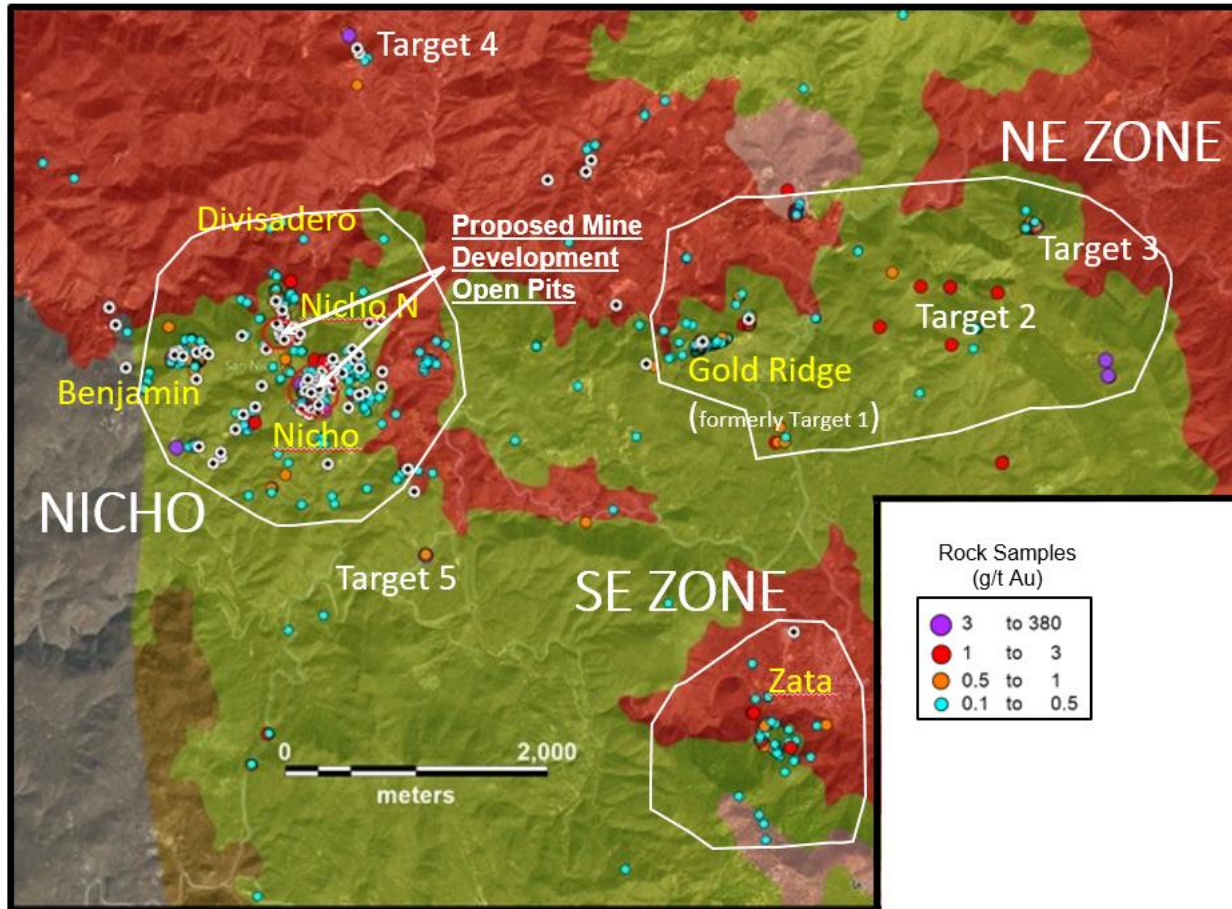 Target 4
NE ZONE
Divisadero
Proposed Mine
Development
Open Pits
Target 3
Nicho N
Target 2
Benjamin
Gold Ridge
(formerly Target 1)
Nicho
NICHO
Target 5
SE ZONE
Zata
0 2,000
meters
Rock Samples
(g/t Au)
3 to 380
1 to 3
0.5 to 1
0.1 to 0.5